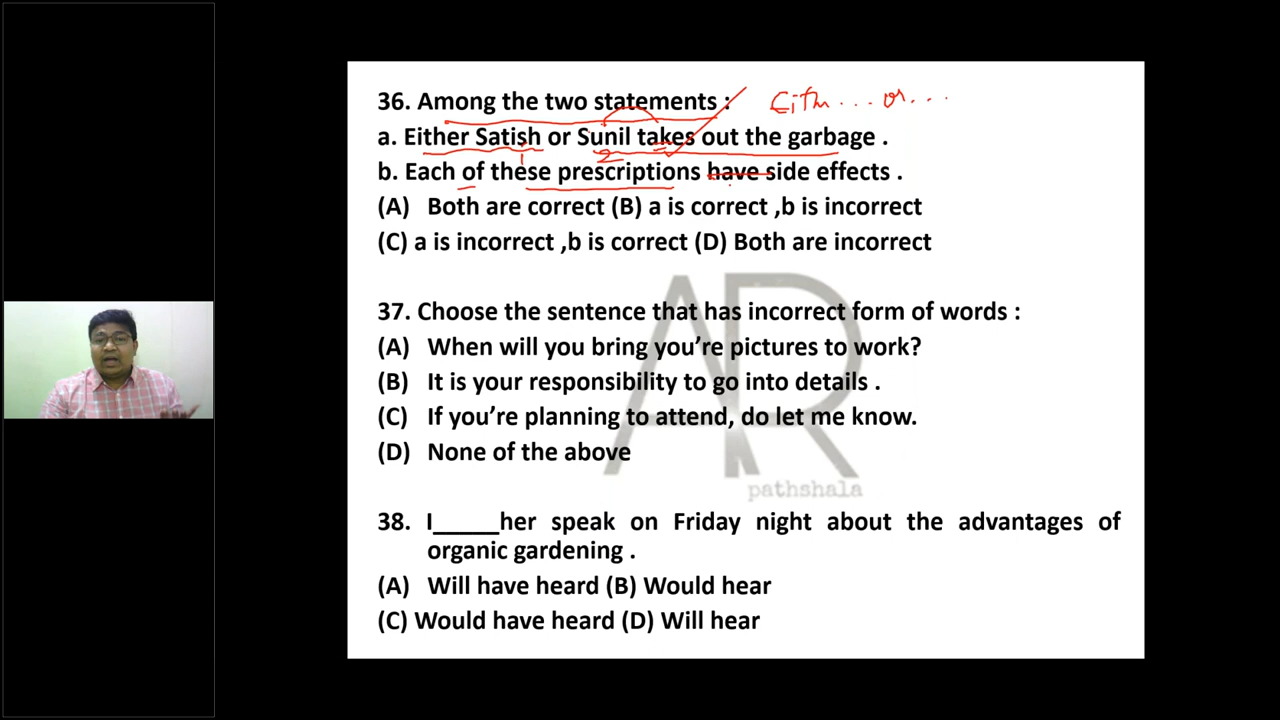 36. Among the two statements : Eith... or...
a. Either Satish or Sunil takes out the garbage .
1 2
b. Each of these prescriptions have side effects .
(A) Both are correct (B) a is correct ,b is incorrect
(C) a is incorrect ,b is correct (D) Both are incorrect
37. Choose the sentence that has incorrect form of words :
(A) When will you bring you’re pictures to work?
(B) It is your responsibility to go into details .
(C) If you’re planning to attend, do let me know.
(D) None of the above
AR
pathshala
38. I_____her speak on Friday night about the advantages of
organic gardening .
(A) Will have heard (B) Would hear
(C) Would have heard (D) Will hear